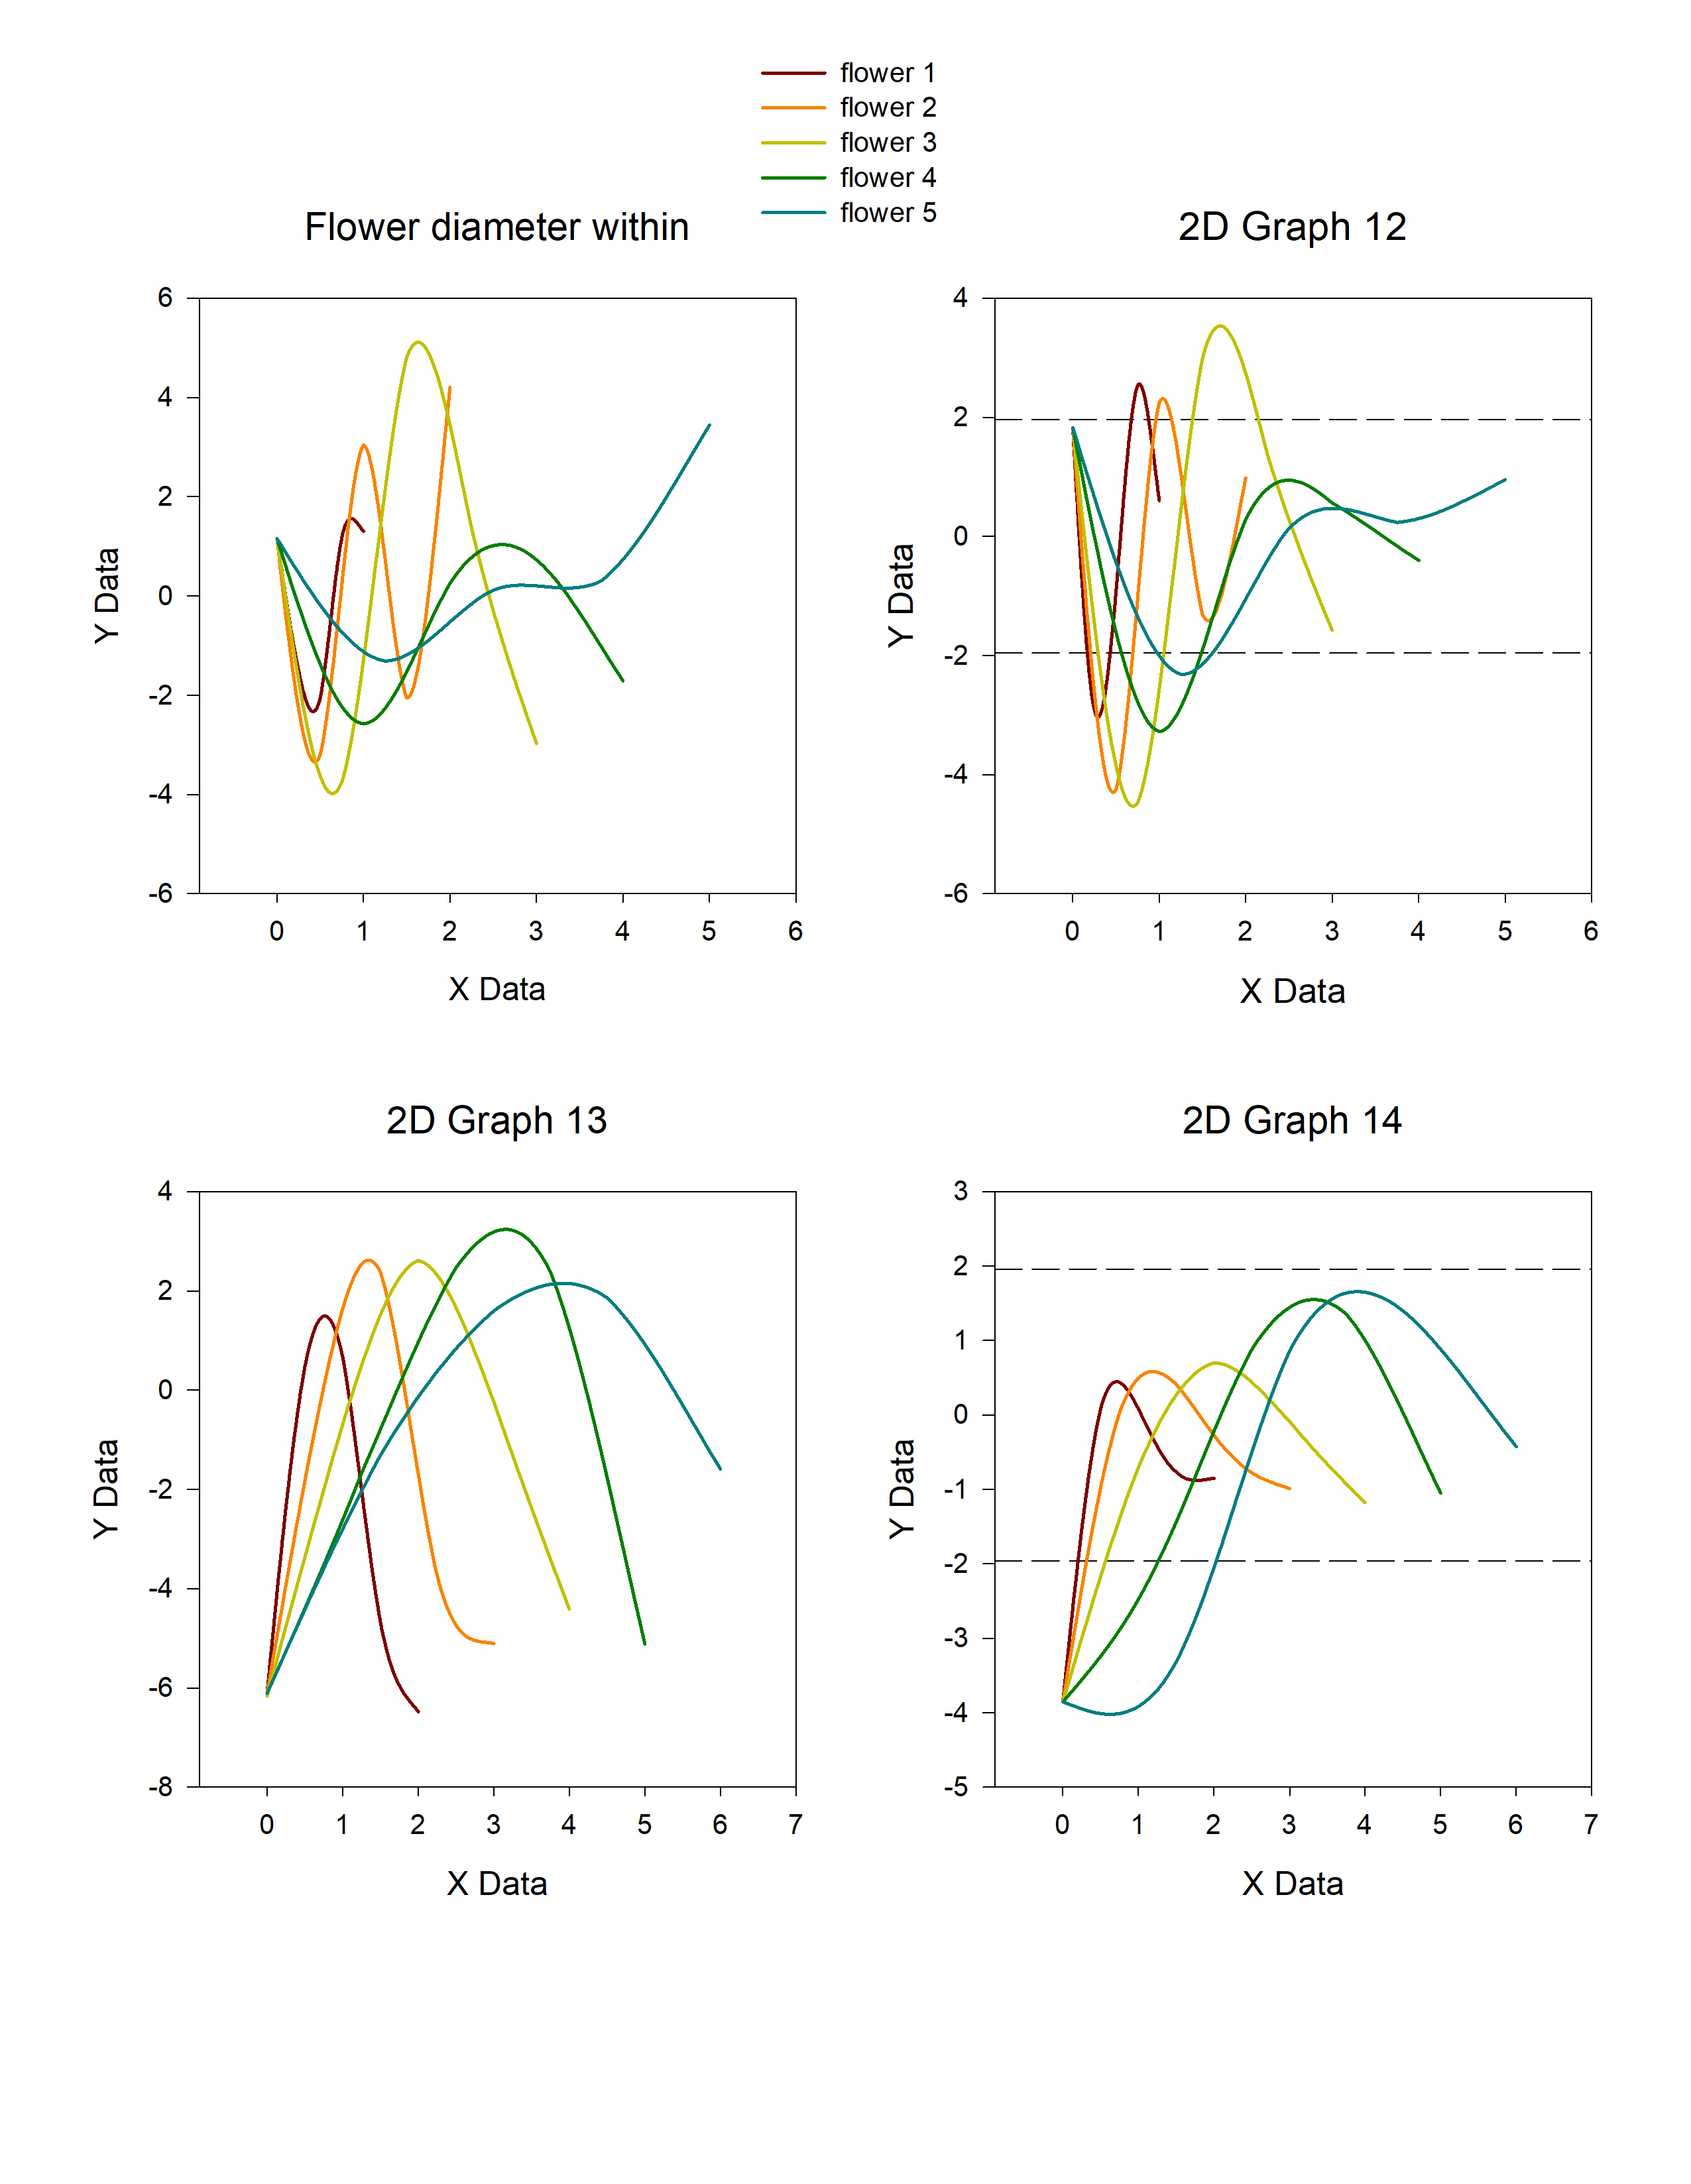 flower 1
flower 2
flower 3
flower 4
flower 5
Flower diameter within
6
4
2
0
-2
-4
-6
Y Data
0 1 2 3 4 5 6
X Data
2D Graph 12
4
2
0
-2
-4
-6
Y Data
0 1 2 3 4 5 6
X Data
2D Graph 13
4
2
0
-2
-4
-6
-8
Y Data
0 1 2 3 4 5 6 7
X Data
2D Graph 14
3
2
1
0
-1
-2
-3
-4
-5
Y Data
0 1 2 3 4 5 6 7
X Data